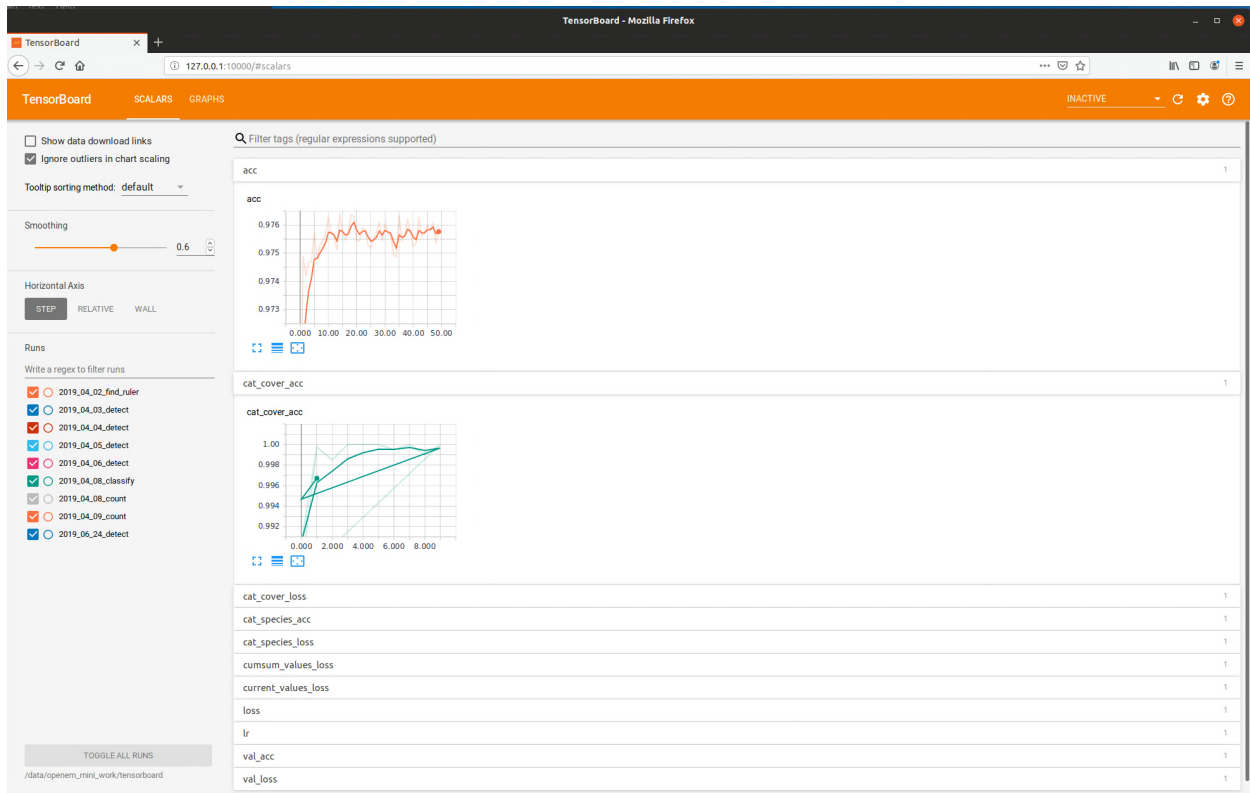 TensorBoard - Mozilla Firefox
TensorBoard
127.0.0.1:10000/#scalars
TensorBoard SCALARS GRAPHS INACTIVE
Show data download links
Ignore outliers in chart scaling
Tooltip sorting method: default
Smoothing
0.6
Horizontal Axis
STEP RELATIVE WALL
Runs
Write a regex to filter runs
2019_04_02_find_ruler
2019_04_03_detect
2019_04_04_detect
2019_04_05_detect
2019_04_06_detect
2019_04_08_classify
2019_04_08_count
2019_04_09_count
2019_06_24_detect
TOGGLE ALL RUNS
/data/openem_mini_work/tensorboard
Filter tags (regular expressions supported)
acc 1
acc
0.976
0.975
0.974
0.973
0.000 10.00 20.00 30.00 40.00 50.00
cat_cover_acc 1
cat_cover_acc
1.00
0.998
0.996
0.994
0.992
0.000 2.000 4.000 6.000 8.000
cat_cover_loss 1
cat_species_acc 1
cat_species_loss 1
cumsum_values_loss 1
current_values_loss 1
loss 1
lr 1
val_acc 1
val_loss 1